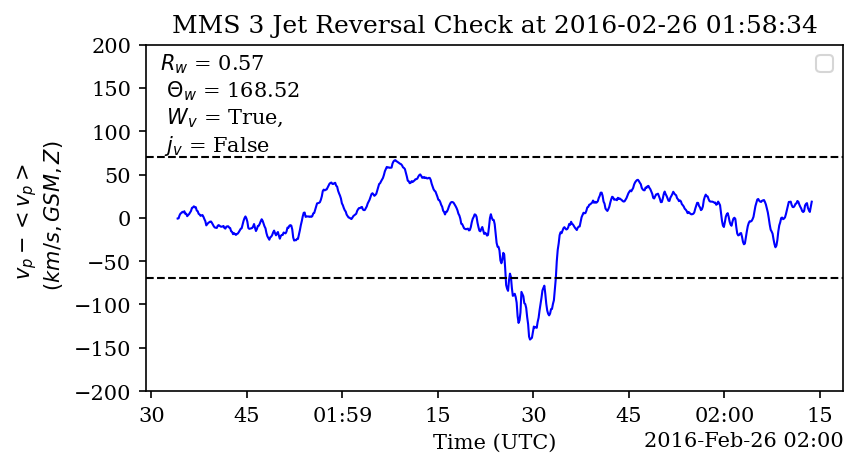 MMS 3 Jet Reversal Check at 2016-02-26 01:58:34
200
150
100
50
0
−50
−100
−150
−200
v_p − < v_p >
(km/s, GSM, Z)
R_w = 0.57
Θ_w = 168.52
W_v = True,
j_v = False
30 45 01:59 15 30 45 02:00 15
Time (UTC)
2016-Feb-26 02:00